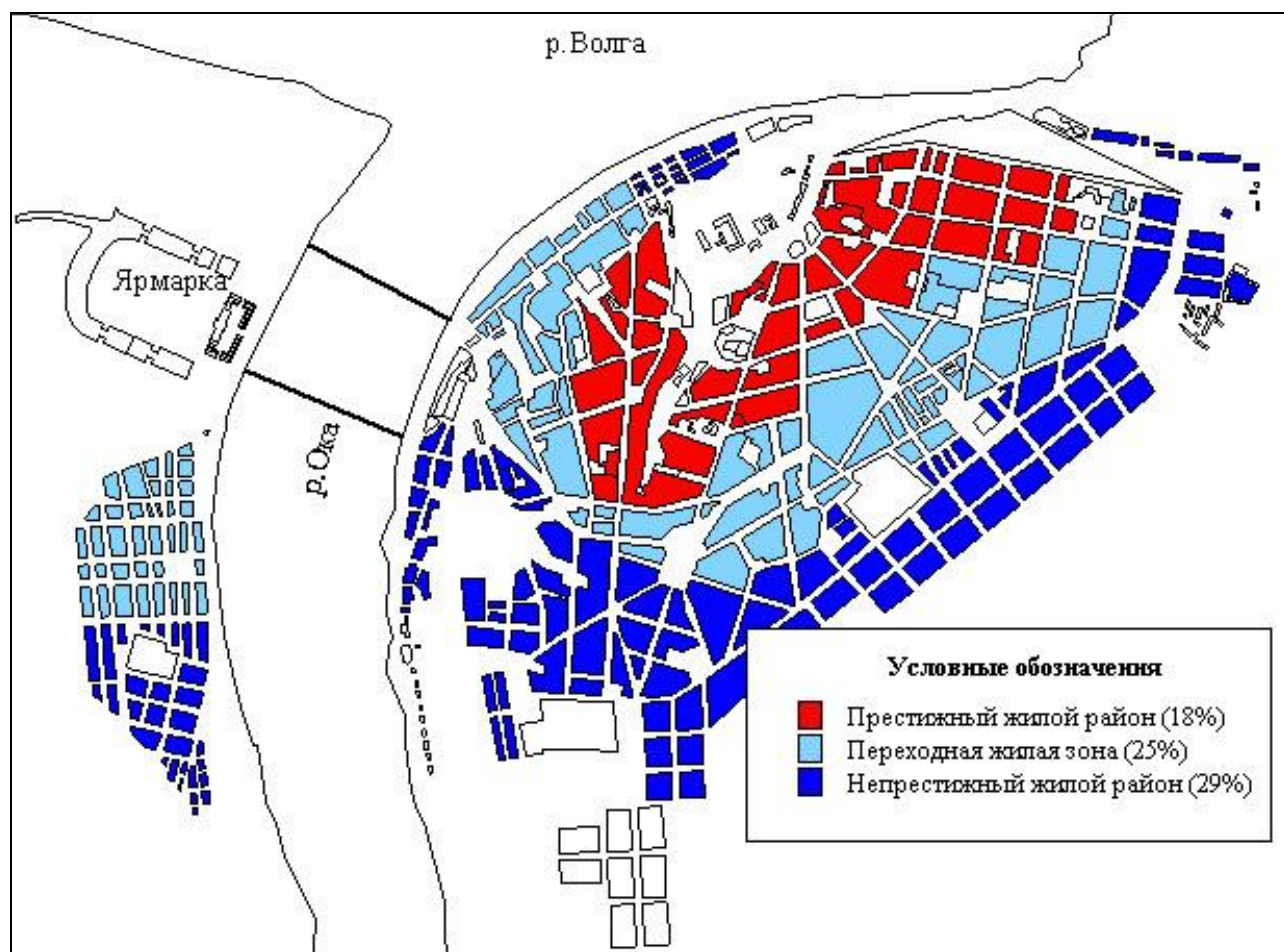 р.Волга
Ярмарка
р.Ока
Условные обозначения
Престижный жилой район (18%)
Переходная жилая зона (25%)
Непрестижный жилой район (29%)